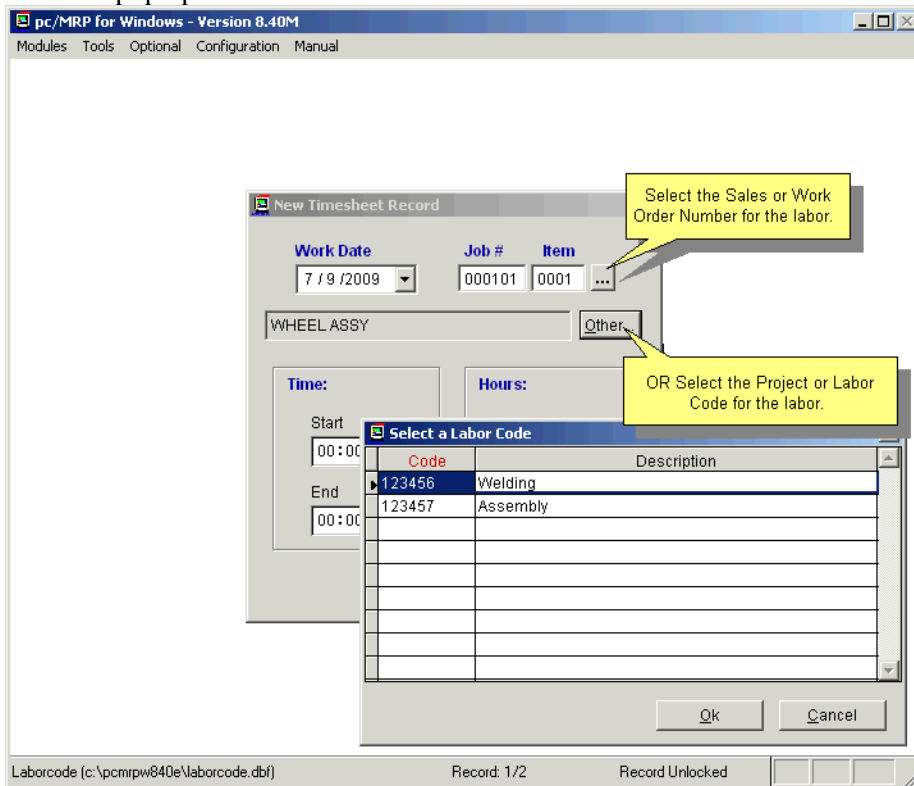 pc/MRP for Windows - Version 8.40M
Modules Tools Optional Configuration Manual
Select the Sales or Work
Order Number for the labor.
New Timesheet Record
Work Date Job # Item
7 / 9 /2009 000101 0001 ...
WHEEL ASSY Other...
OR Select the Project or Labor
Code for the labor.
Time: Hours:
Start
00:00
Select a Labor Code
Code Description
123456 Welding
123457 Assembly
End
00:00
Ok Cancel
Laborcode (c:\pcmrpw840e\laborcode.dbf) Record: 1/2 Record Unlocked